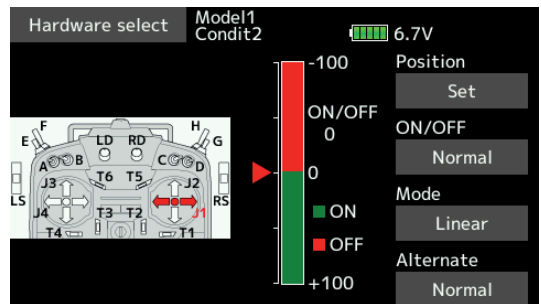 Hardware select
Model1
Condit2
6.7V
-100
ON/OFF
0
0
ON
OFF
+100
Position
Set
ON/OFF
Normal
Mode
Linear
Alternate
Normal
F
H
E
LD RD
G
A B
C D
J3
T6 T5
J2
LS
RS
J4
T3 T2
J1
T4
T1